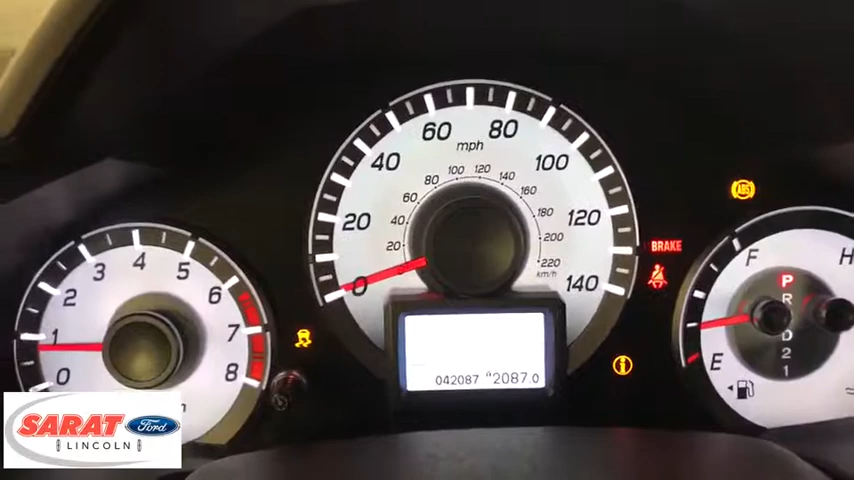 60 80
mph
40 100
100 120 140
80 160
60 180
20 40 120
20 200
220
0 0 km/h 140
BRAKE
ABS
F H
P
R
D
2
1
E
3 4 5
2 6
1 7
0 8
042087 2087.0
SARAT Ford
LINCOLN